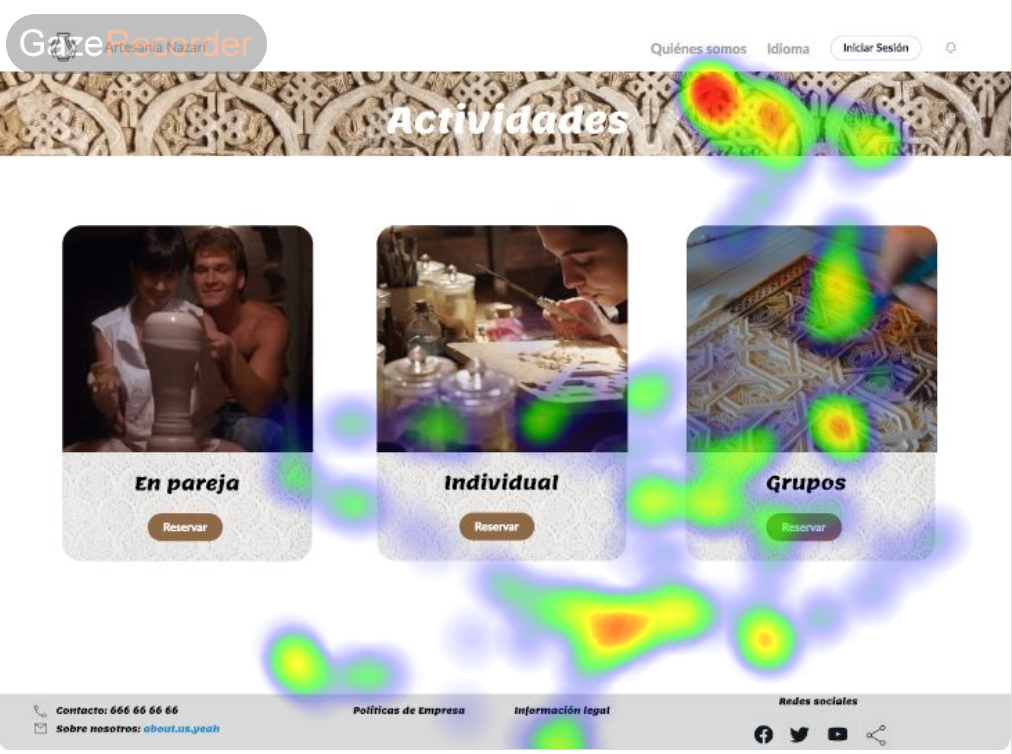 GazeRecorder
Artesanía Nazarí
Quiénes somos
Idioma
Iniciar Sesión
Actividades
En pareja
Individual
Grupos
Reservar
Reservar
Reservar
Redes sociales
Contacto: 666 66 66 66
Políticas de Empresa
Información legal
Sobre nosotros: about.us.yeah